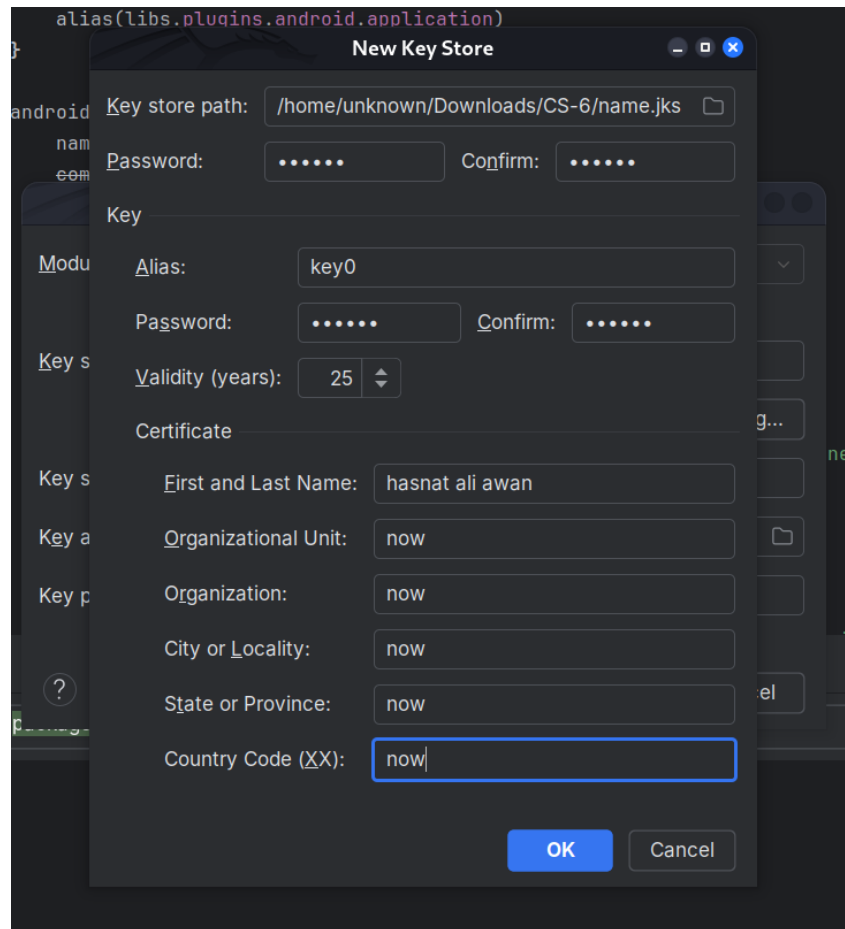 alias(libs.plugins.android.application)
}
New Key Store
android
Key store path: /home/unknown/Downloads/CS-6/name.jks
nam
Password: •••••• Confirm: ••••••
com
Key
Modu
Alias: key0
Password: •••••• Confirm: ••••••
Key s
Validity (years): 25
g...
Certificate
ne
Key s
First and Last Name: hasnat ali awan
Key a
Organizational Unit: now
Key p
Organization: now
City or Locality: now
?
State or Province: now
el
Country Code (XX): now
OK Cancel